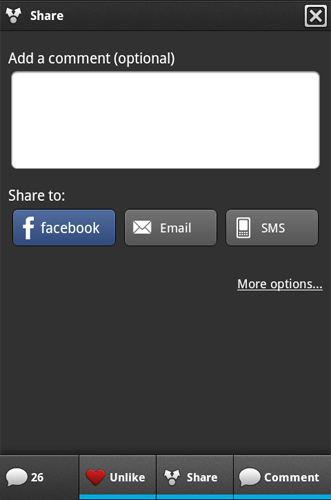 Share
Add a comment (optional)
Share to:
facebook Email SMS
More options...
26 Unlike Share Comment